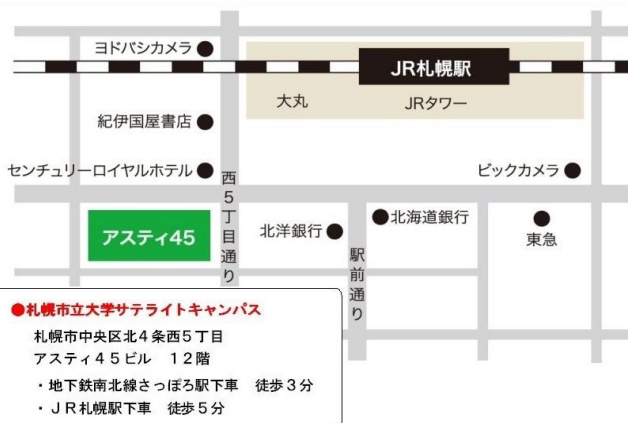 ヨドバシカメラ
JR札幌駅
大丸
JRタワー
紀伊国屋書店
センチュリーロイヤルホテル
ビックカメラ
西5丁目通り
アスティ45
北洋銀行
北海道銀行
東急
駅前通り
●札幌市立大学サテライトキャンパス
札幌市中央区北4条西5丁目
アスティ45ビル 12階
・地下鉄南北線さっぽろ駅下車 徒歩3分
・JR札幌駅下車 徒歩5分